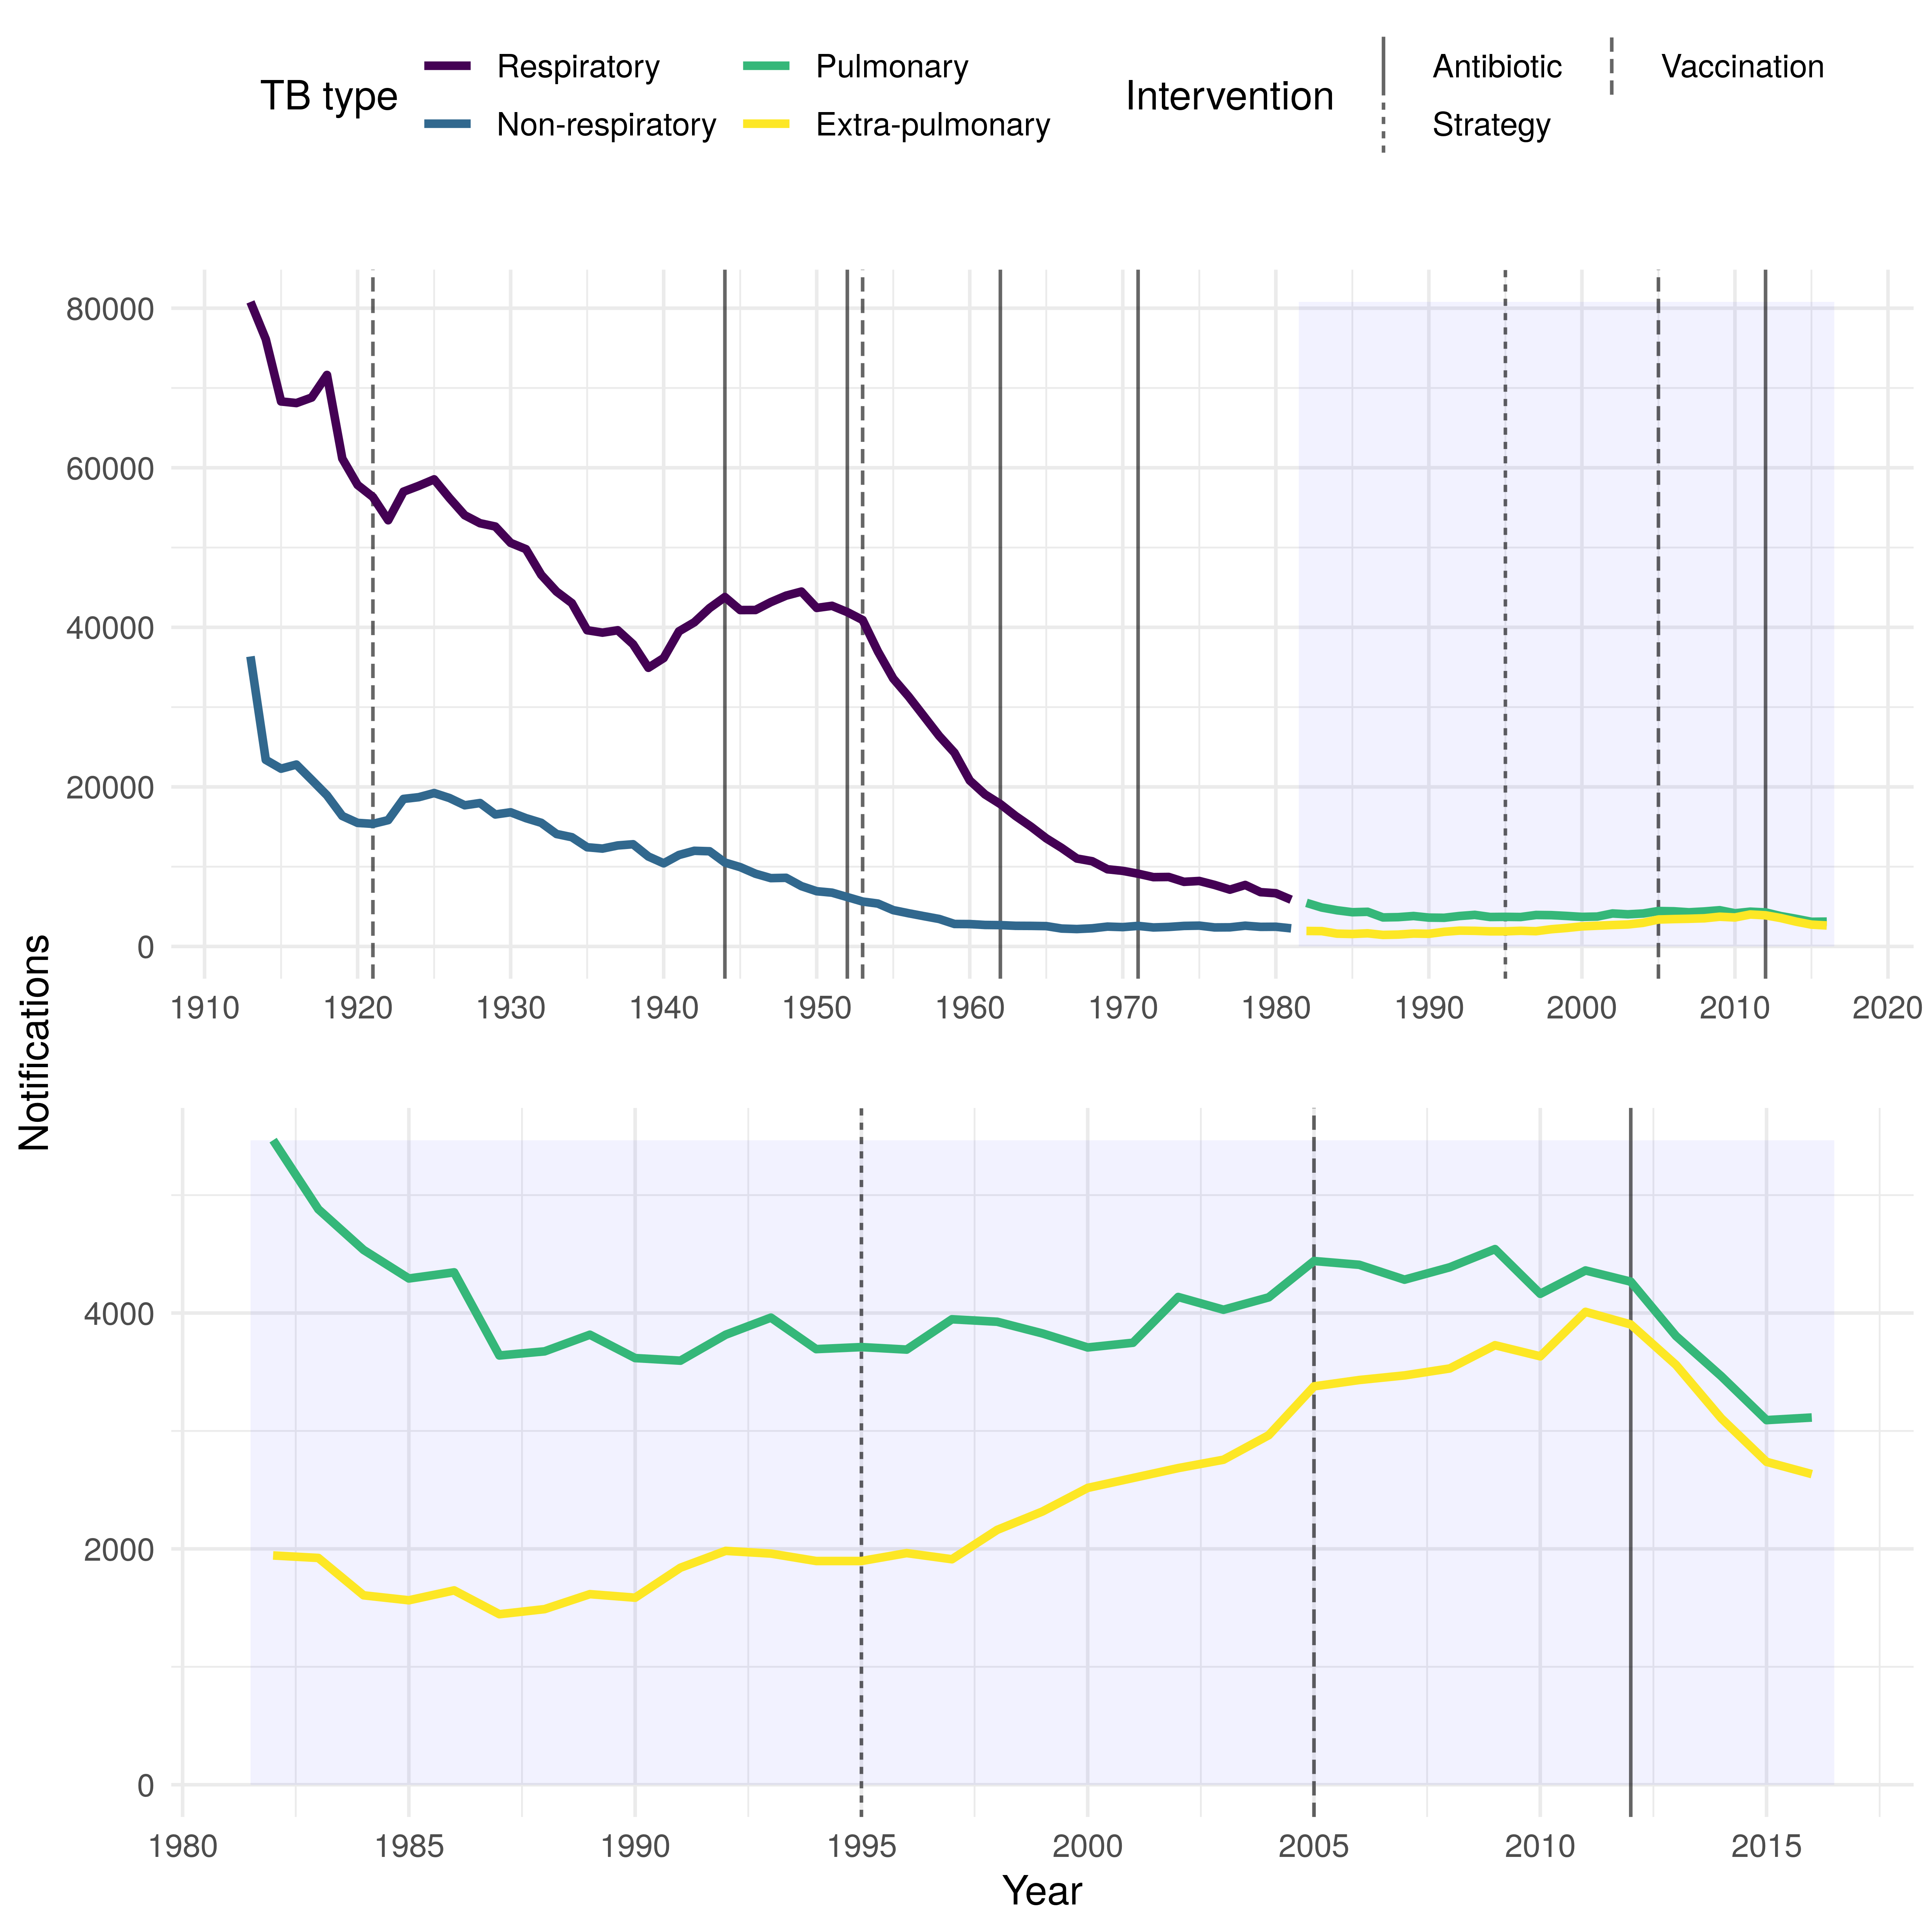 TB type
Respiratory
Non-respiratory
Pulmonary
Extra-pulmonary
Intervention
Antibiotic
Strategy
Vaccination
80000
60000
40000
20000
0
1910 1920 1930 1940 1950 1960 1970 1980 1990 2000 2010 2020
Notifications
4000
2000
0
1980 1985 1990 1995 2000 2005 2010 2015
Year